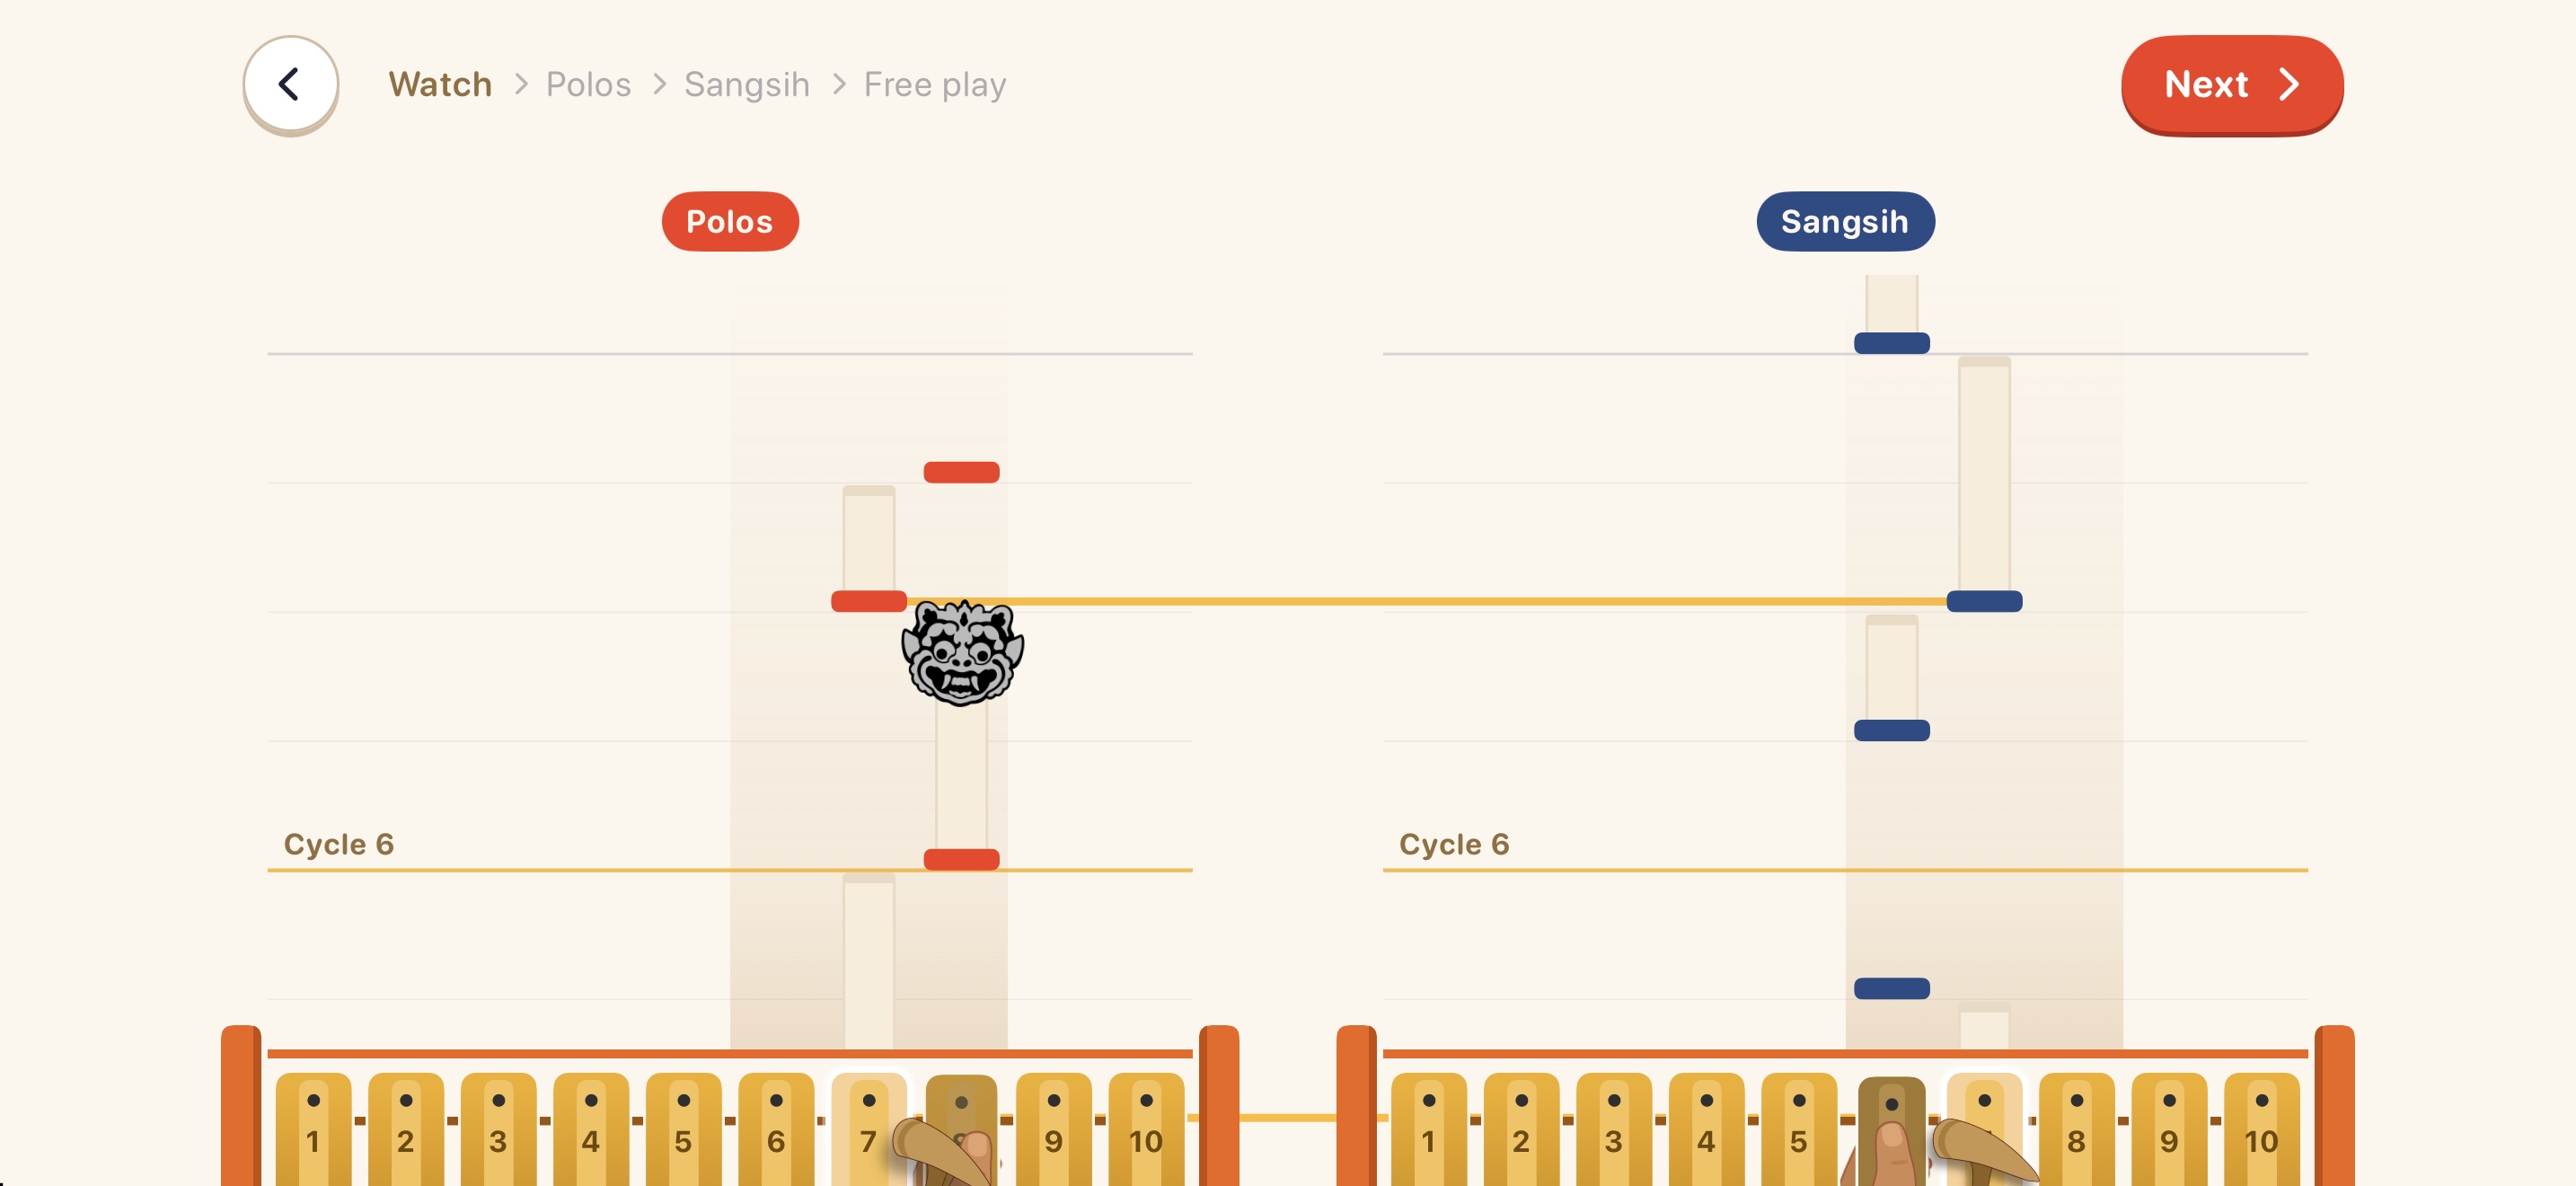 Watch > Polos > Sangsih > Free play
Next >
Polos
Sangsih
Cycle 6
Cycle 6
1 2 3 4 5 6 7 9 10
1 2 3 4 5 8 9 10